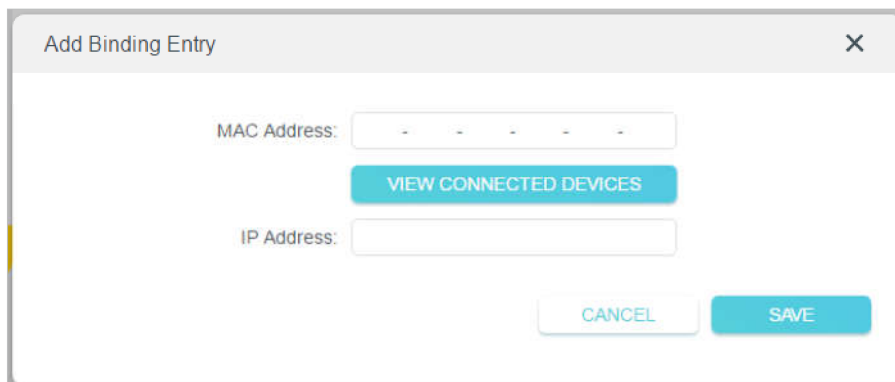 Add Binding Entry ×
MAC Address: - - - - -
VIEW CONNECTED DEVICES
IP Address:
CANCEL SAVE